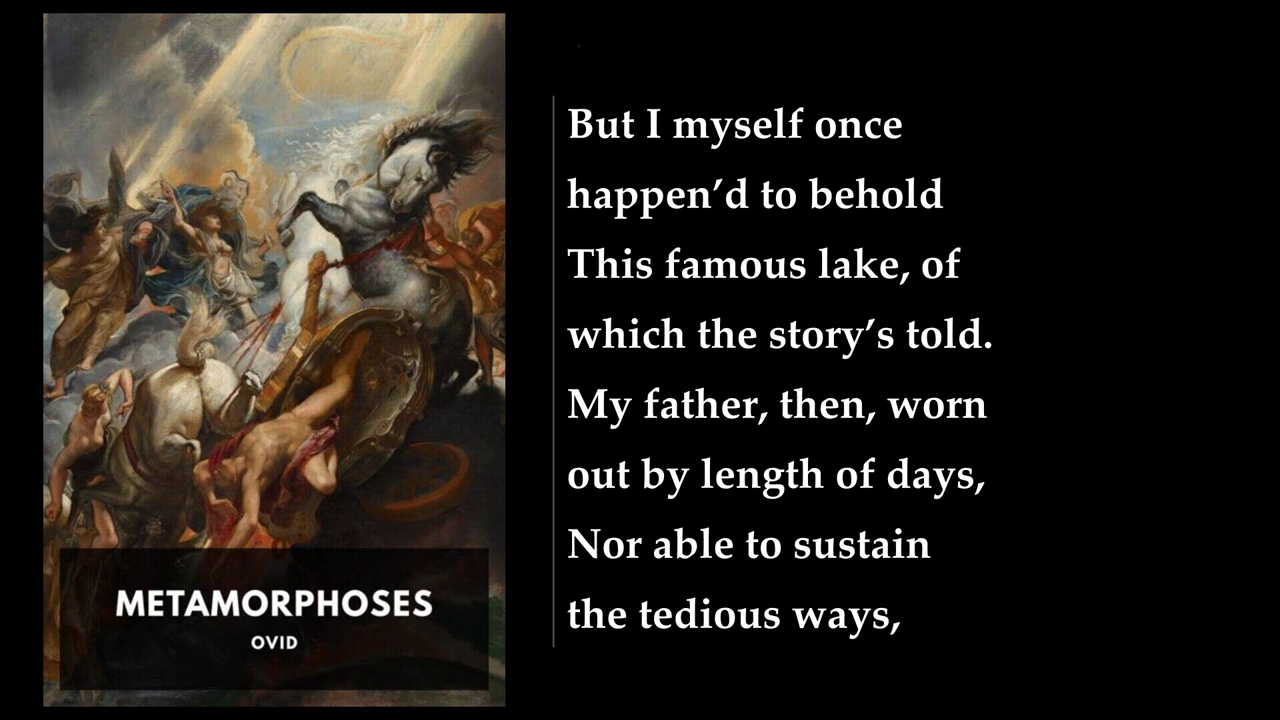 METAMORPHOSES
OVID
But I myself once
happen’d to behold
This famous lake, of
which the story’s told.
My father, then, worn
out by length of days,
Nor able to sustain
the tedious ways,